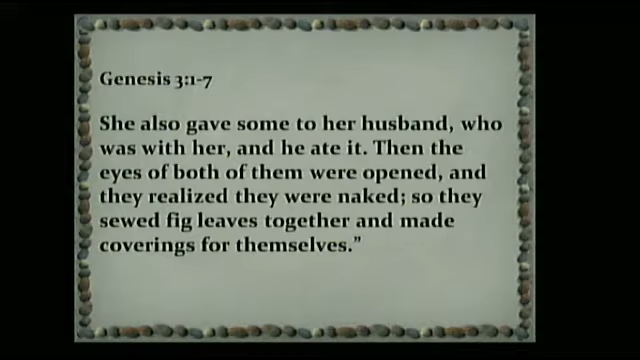 Genesis 3:1-7
She also gave some to her husband, who
was with her, and he ate it. Then the
eyes of both of them were opened, and
they realized they were naked; so they
sewed fig leaves together and made
coverings for themselves.”